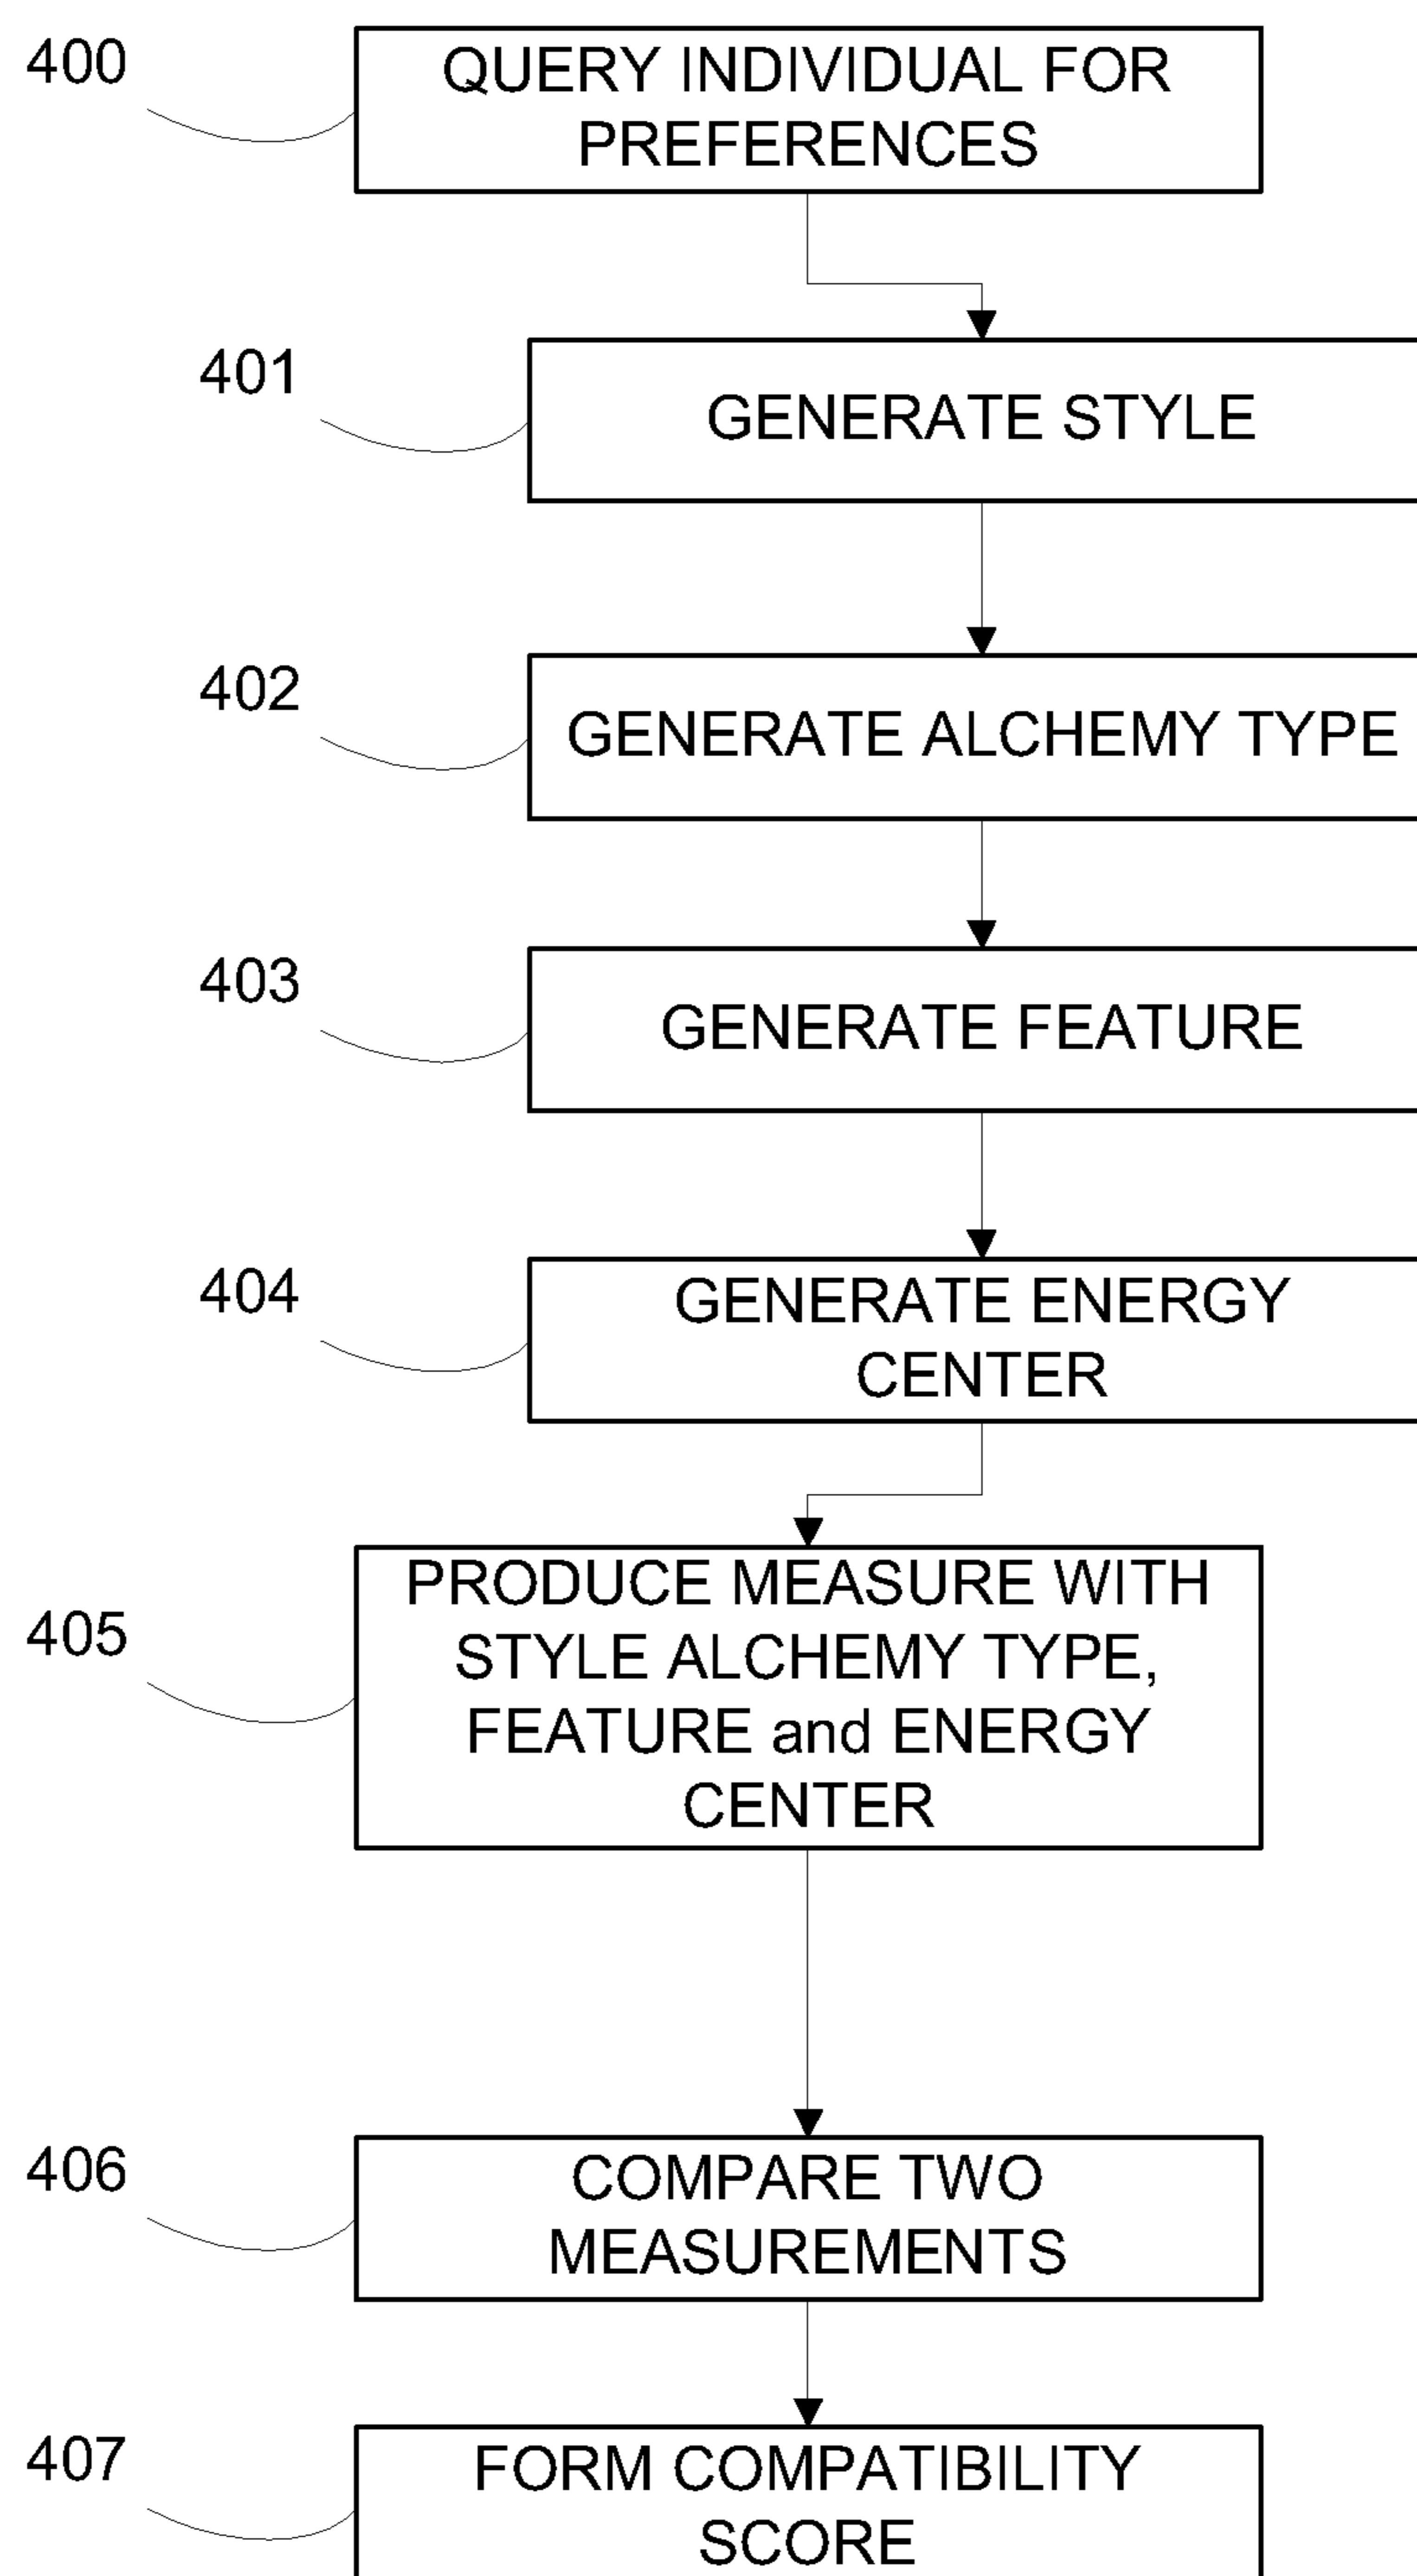 400
QUERY INDIVIDUAL FOR
PREFERENCES
401
GENERATE STYLE
402
GENERATE ALCHEMY TYPE
403
GENERATE FEATURE
404
GENERATE ENERGY
CENTER
405
PRODUCE MEASURE WITH
STYLE ALCHEMY TYPE,
FEATURE and ENERGY
CENTER
406
COMPARE TWO
MEASUREMENTS
407
FORM COMPATIBILITY
SCORE